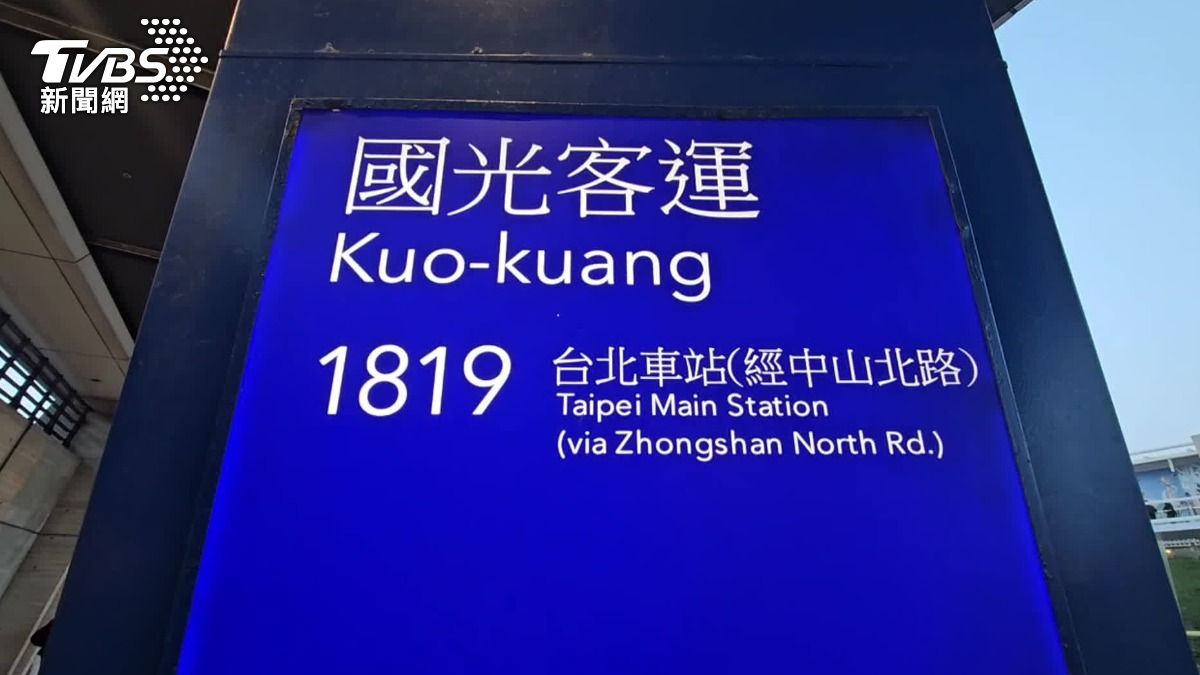 TVBS
新聞網
國光客運
Kuo-kuang
1819
台北車站(經中山北路)
Taipei Main Station
(via Zhongshan North Rd.)